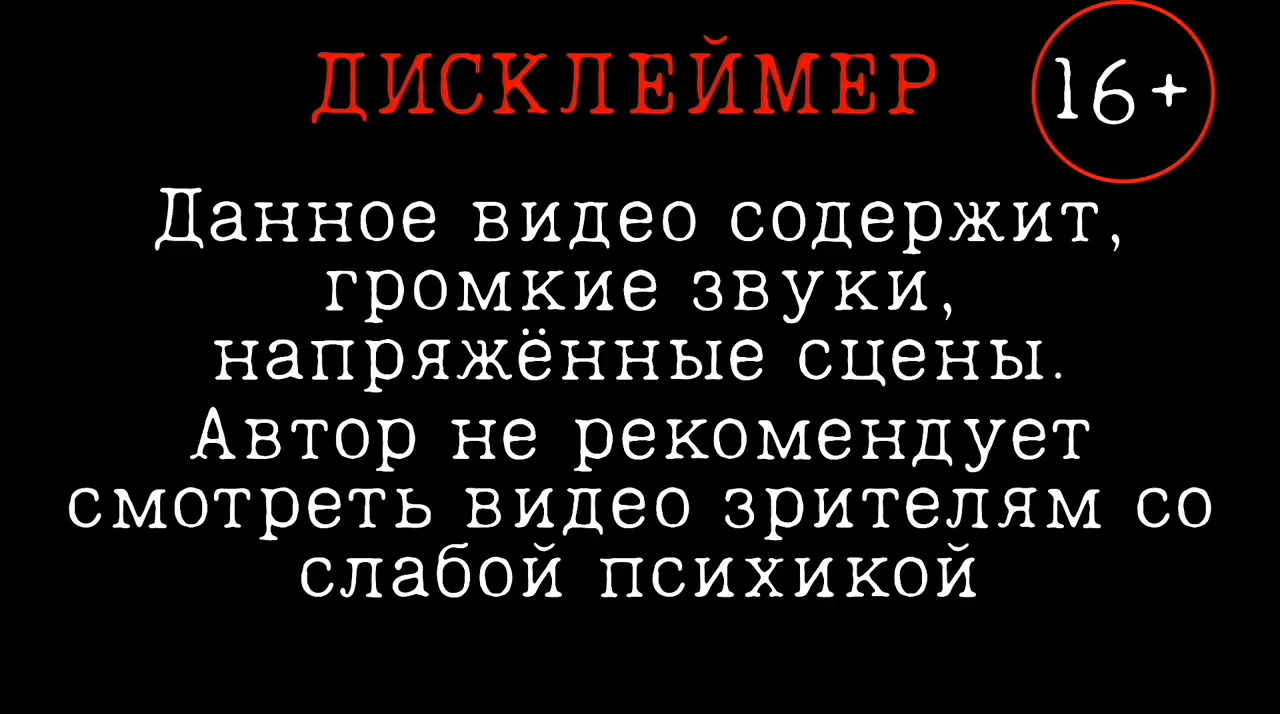 ДИСКЛЕЙМЕР
16+
Данное видео содержит,
громкие звуки,
напряжённые сцены.
Автор не рекомендует
смотреть видео зрителям со
слабой психикой